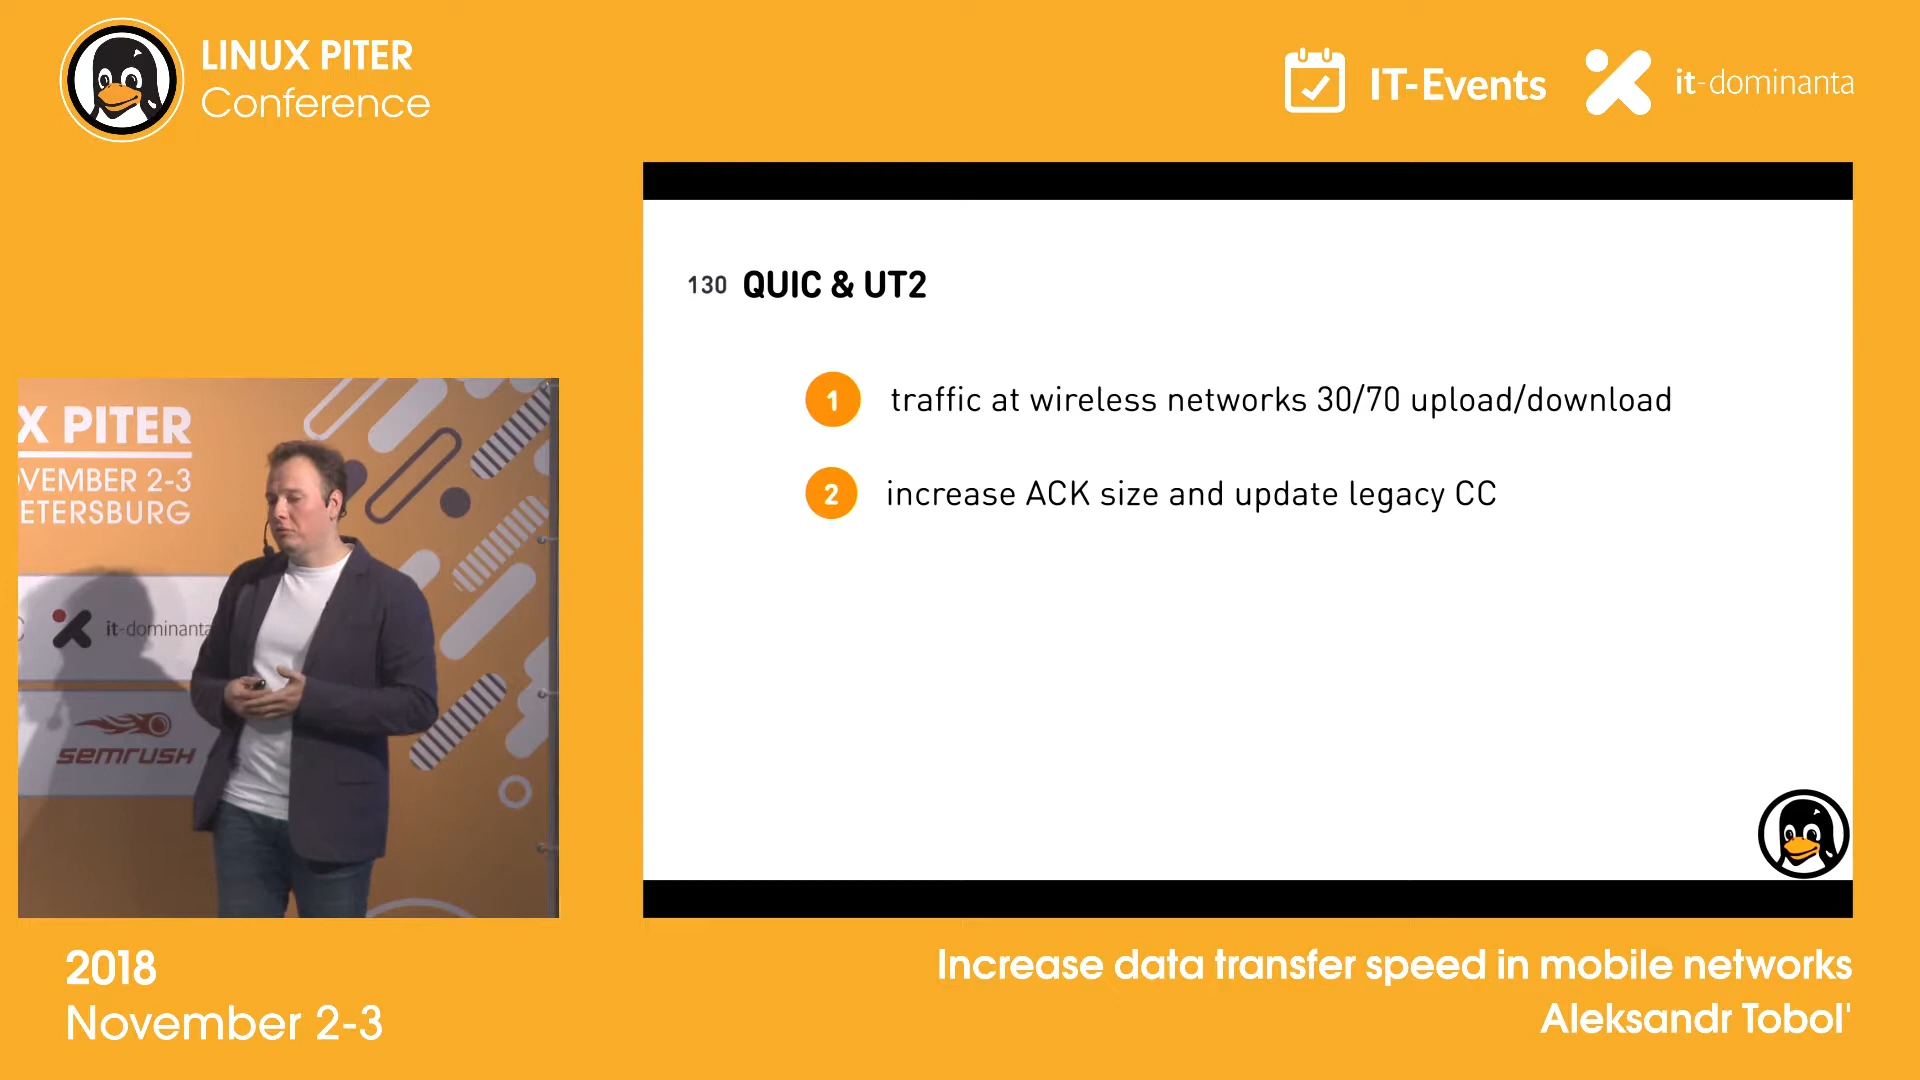 LINUX PITER
Conference
IT-Events
it-dominanta
130 QUIC & UT2
1 traffic at wireless networks 30/70 upload/download
2 increase ACK size and update legacy CC
X PITER
VEMBER 2-3
ETERSBURG
it-dominanta
semrush
2018
November 2-3
Increase data transfer speed in mobile networks
Aleksandr Tobol'